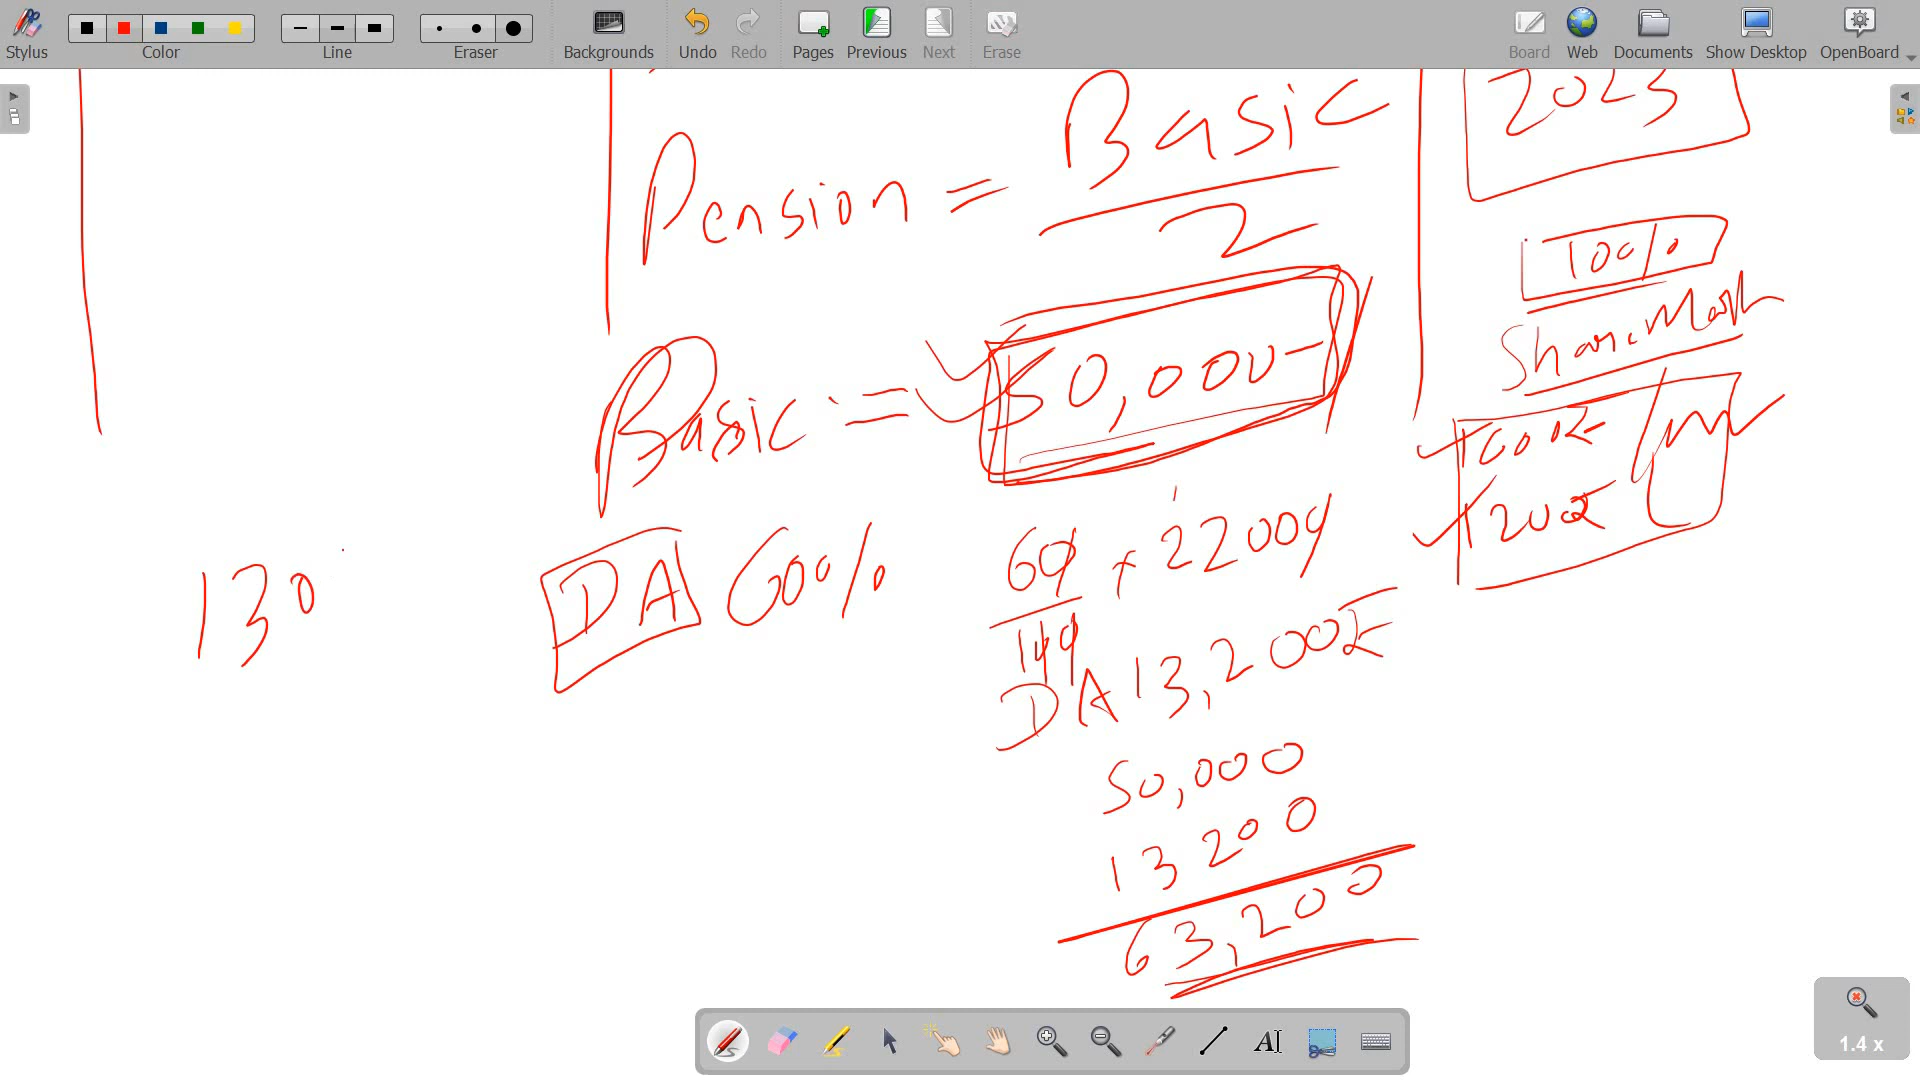 Stylus
Color
Line
Eraser
Backgrounds
Undo
Redo
Pages
Previous
Next
Erase
Board
Web
Documents
Show Desktop
OpenBoard
Pension = Basic
2
2023
100%
Basic = 50,000
DA 60%
60 × 22000
100
DA 13,200
50,000
13200
63,200
130
1.4 x